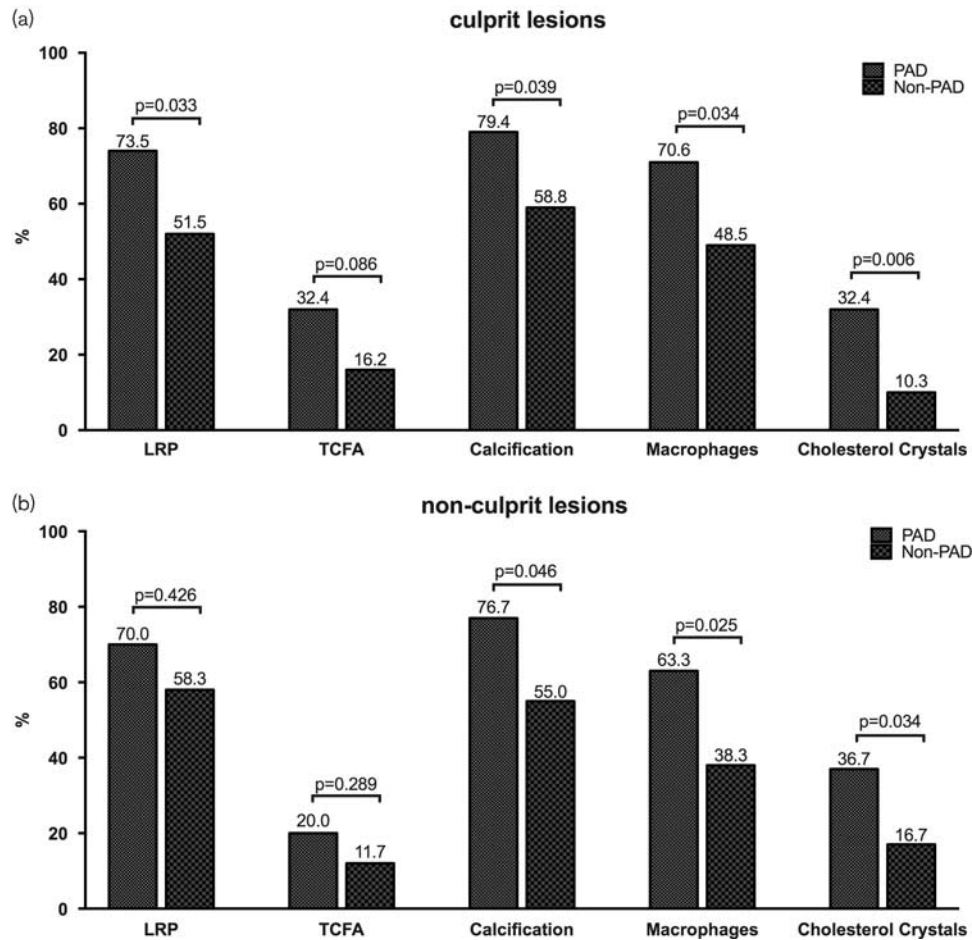 (a)
culprit lesions
100
80
60
40
20
0
%
PAD
Non-PAD
p=0.033
73.5
51.5
p=0.086
32.4
16.2
p=0.039
79.4
58.8
p=0.034
70.6
48.5
p=0.006
32.4
10.3
LRP TCFA Calcification Macrophages Cholesterol Crystals
(b)
non-culprit lesions
100
80
60
40
20
0
%
PAD
Non-PAD
p=0.426
70.0
58.3
p=0.289
20.0
11.7
p=0.046
76.7
55.0
p=0.025
63.3
38.3
p=0.034
36.7
16.7
LRP TCFA Calcification Macrophages Cholesterol Crystals